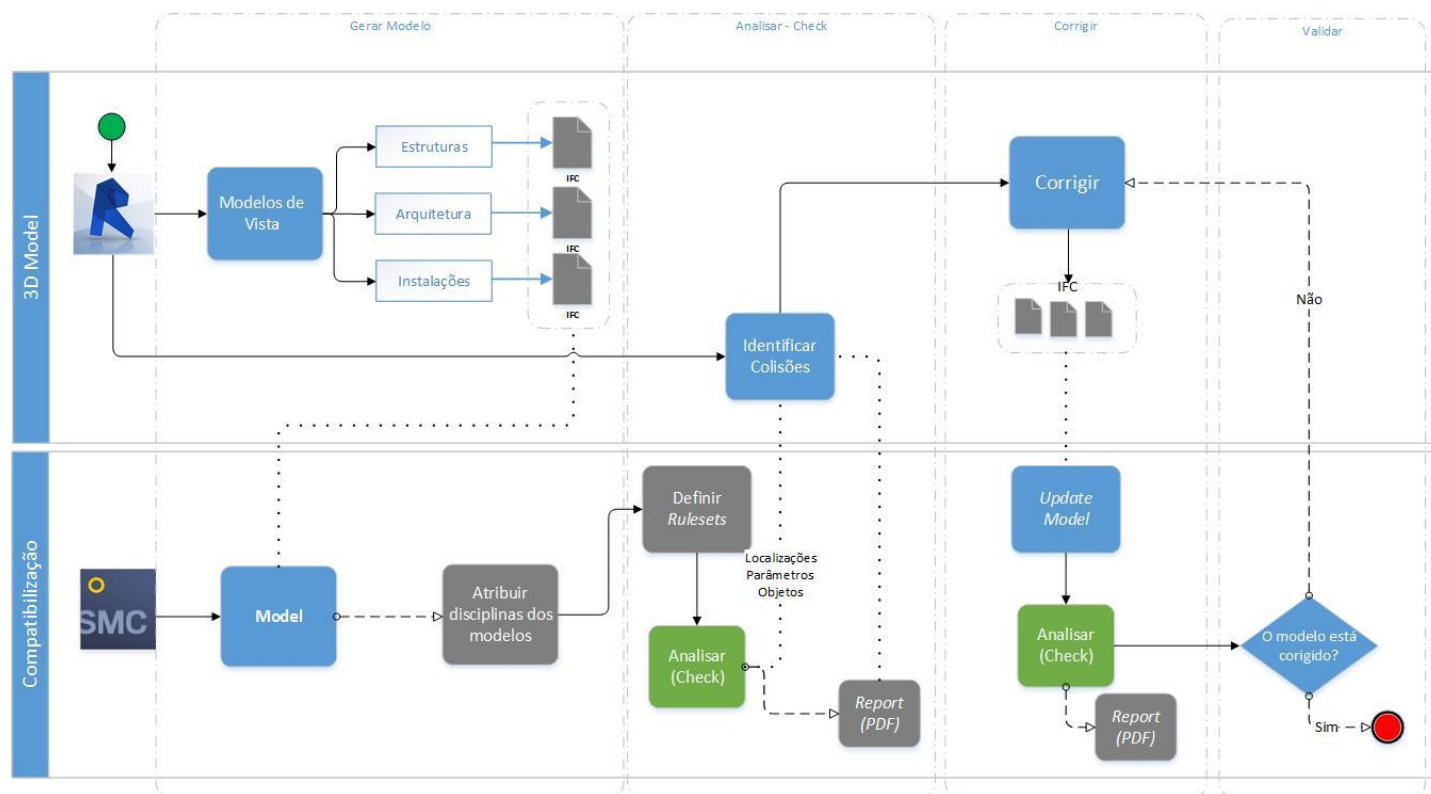 Gerar Modelo
Analisar - Check
Corrigir
Validar
3D Model
Estruturas
IFC
Modelos de
Vista
Arquitetura
IFC
Instalações
IFC
Identificar
Colisões
Corrigir
IFC
Não
Compatibilização
SMC
Model
Atribuir
disciplinas dos
modelos
Definir
Rulesets
Localizações
Parâmetros
Objetos
Analisar
(Check)
Report
(PDF)
Update
Model
Analisar
(Check)
Report
(PDF)
O modelo está
corigido?
Sim